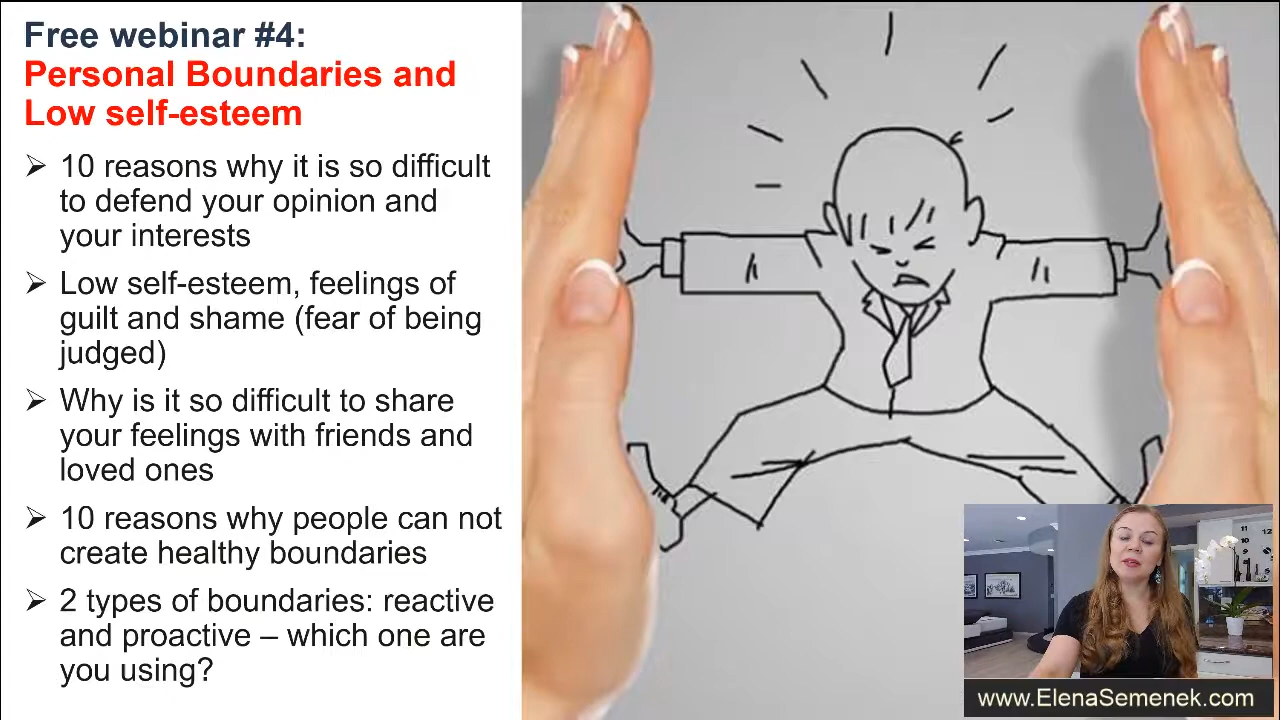 Free webinar #4:
Personal Boundaries and
Low self-esteem
➢ 10 reasons why it is so difficult
to defend your opinion and
your interests
➢ Low self-esteem, feelings of
guilt and shame (fear of being
judged)
➢ Why is it so difficult to share
your feelings with friends and
loved ones
➢ 10 reasons why people can not
create healthy boundaries
➢ 2 types of boundaries: reactive
and proactive – which one are
you using?
www.ElenaSemenek.com